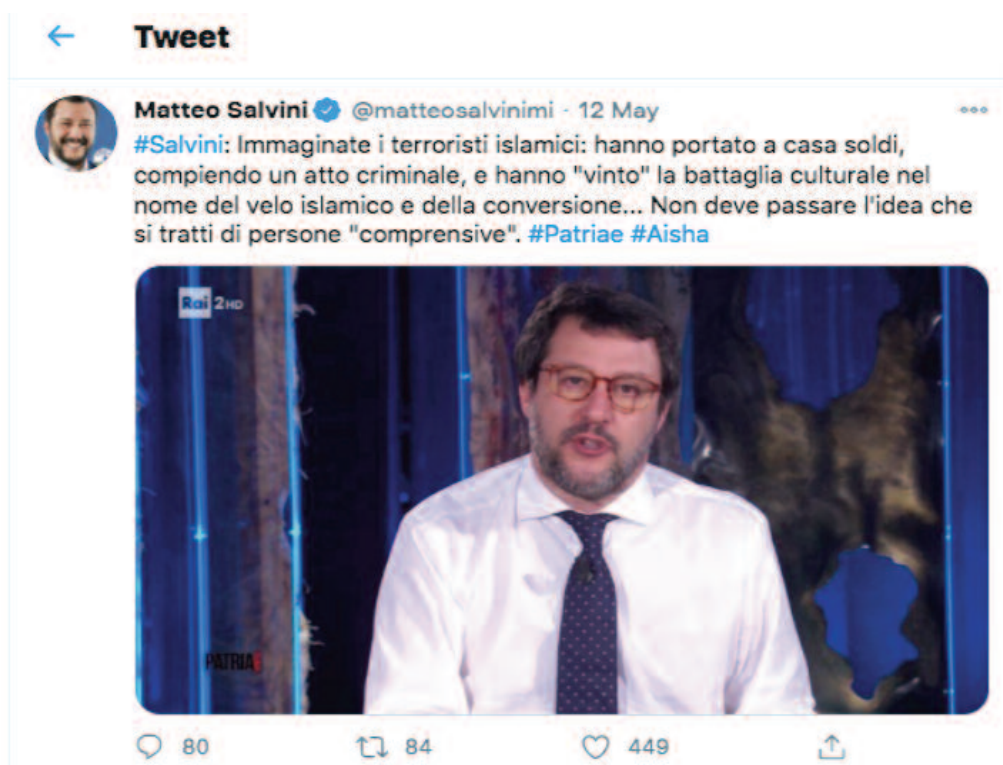 Tweet
Matteo Salvini @matteosalvinimi · 12 May
#Salvini: Immaginate i terroristi islamici: hanno portato a casa soldi,
compiendo un atto criminale, e hanno "vinto" la battaglia culturale nel
nome del velo islamico e della conversione... Non deve passare l'idea che
si tratti di persone "comprensive". #Patriae #Aisha
Rai 2HD
PATRIAE
80 84 449